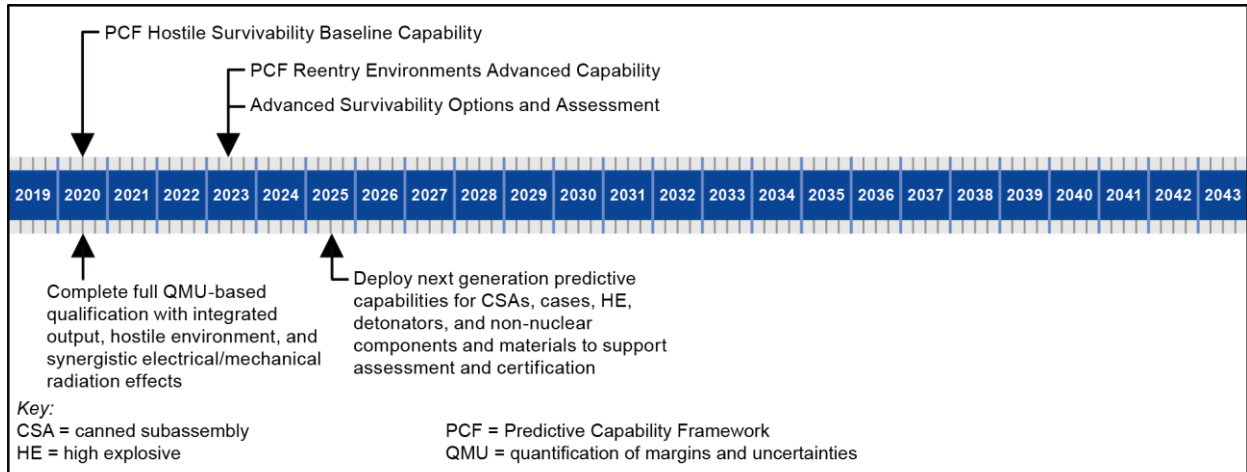 PCF Hostile Survivability Baseline Capability
PCF Reentry Environments Advanced Capability
Advanced Survivability Options and Assessment
2019 2020 2021 2022 2023 2024 2025 2026 2027 2028 2029 2030 2031 2032 2033 2034 2035 2036 2037 2038 2039 2040 2041 2042 2043
Complete full QMU-based
qualification with integrated
output, hostile environment, and
synergistic electrical/mechanical
radiation effects
Deploy next generation predictive
capabilities for CSAs, cases, HE,
detonators, and non-nuclear
components and materials to support
assessment and certification
Key:
CSA = canned subassembly
HE = high explosive
PCF = Predictive Capability Framework
QMU = quantification of margins and uncertainties